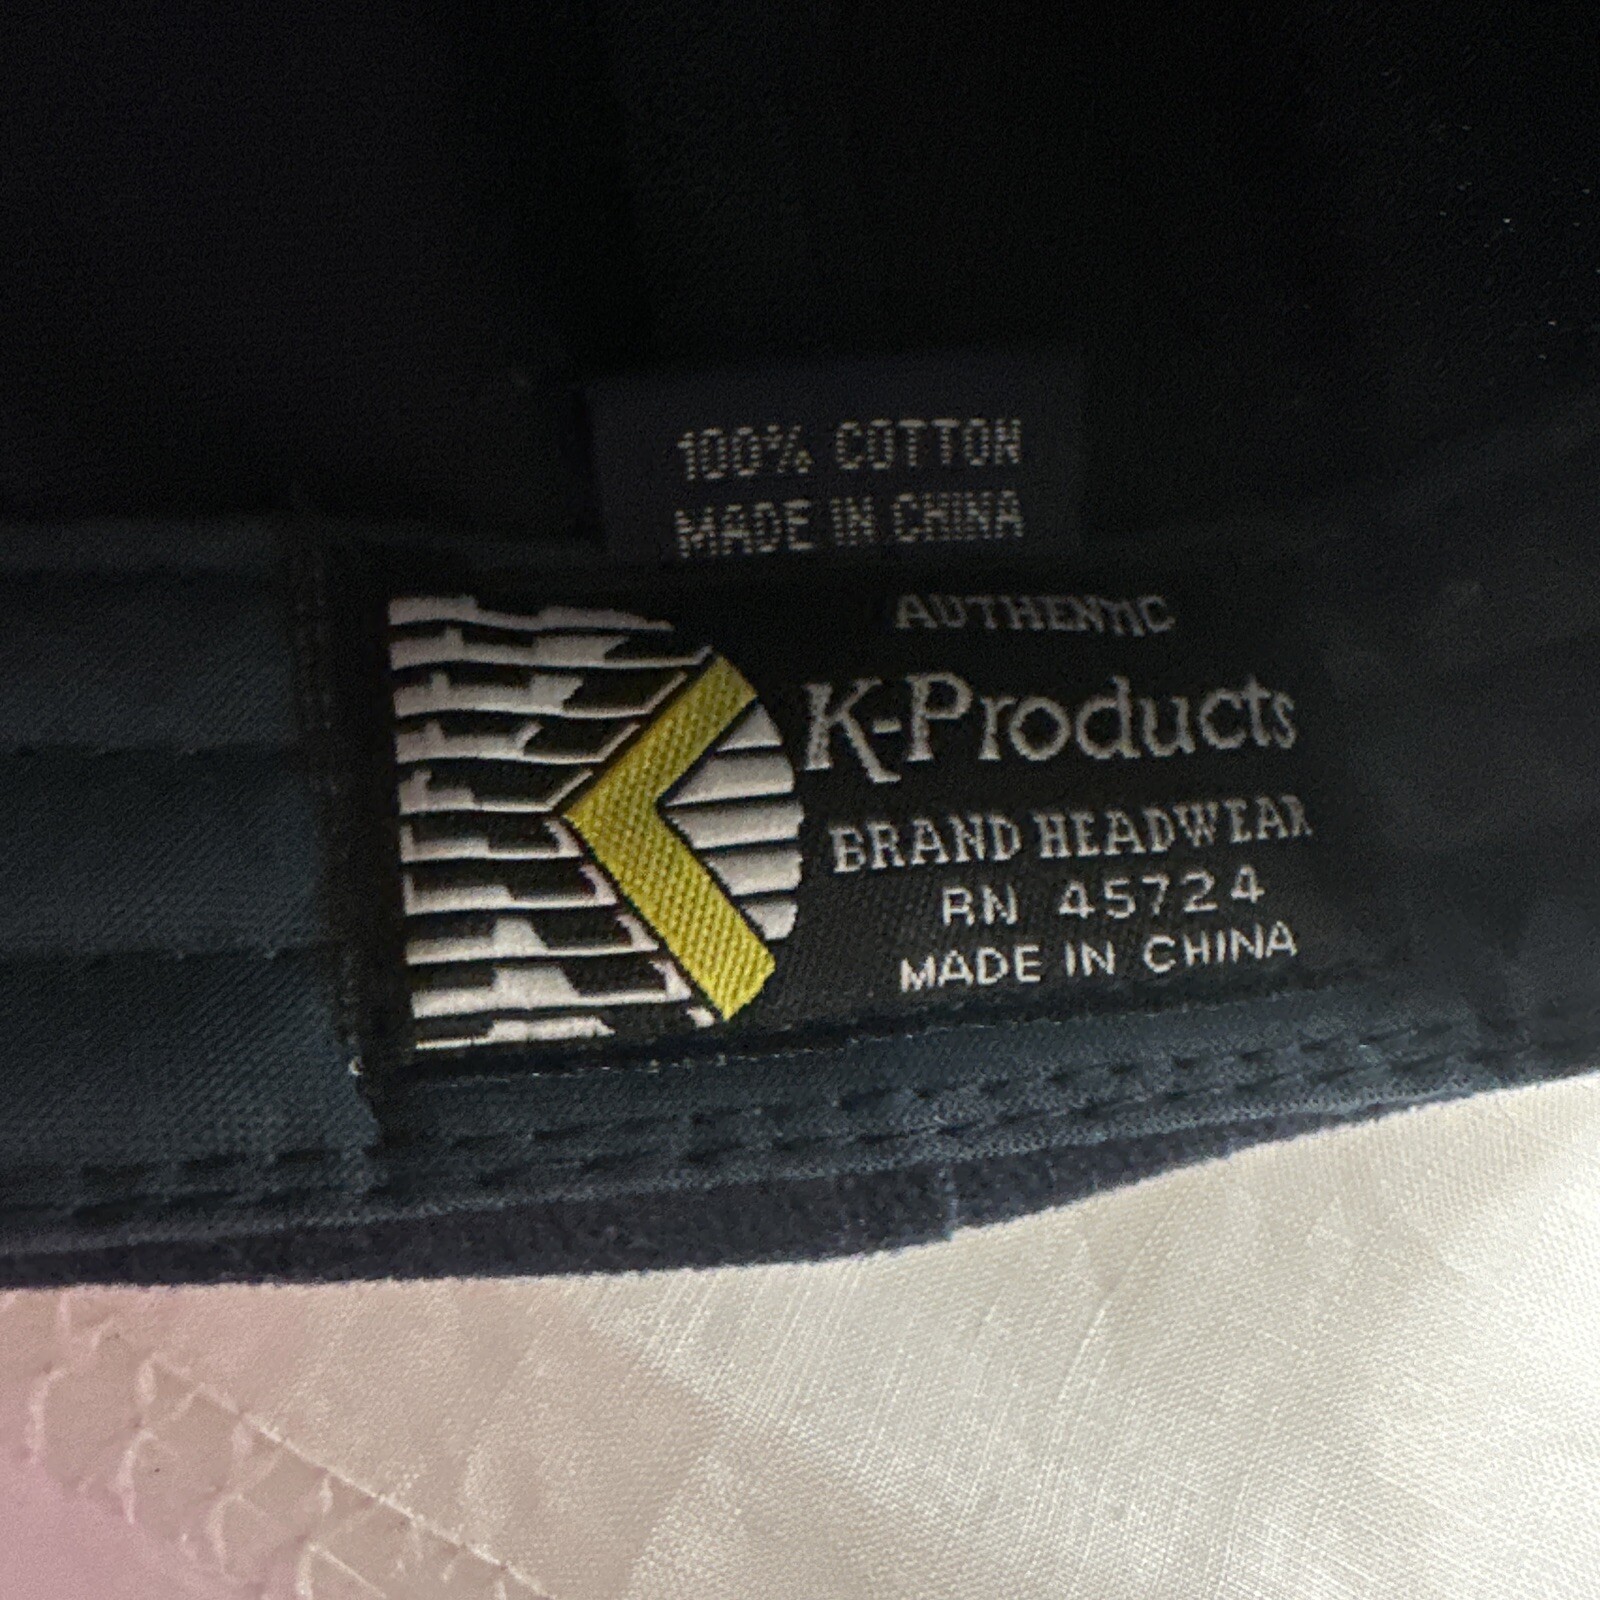 100% COTTON
MADE IN CHINA
AUTHENTIC
K-Products
BRAND HEADWEAR
RN 45724
MADE IN CHINA